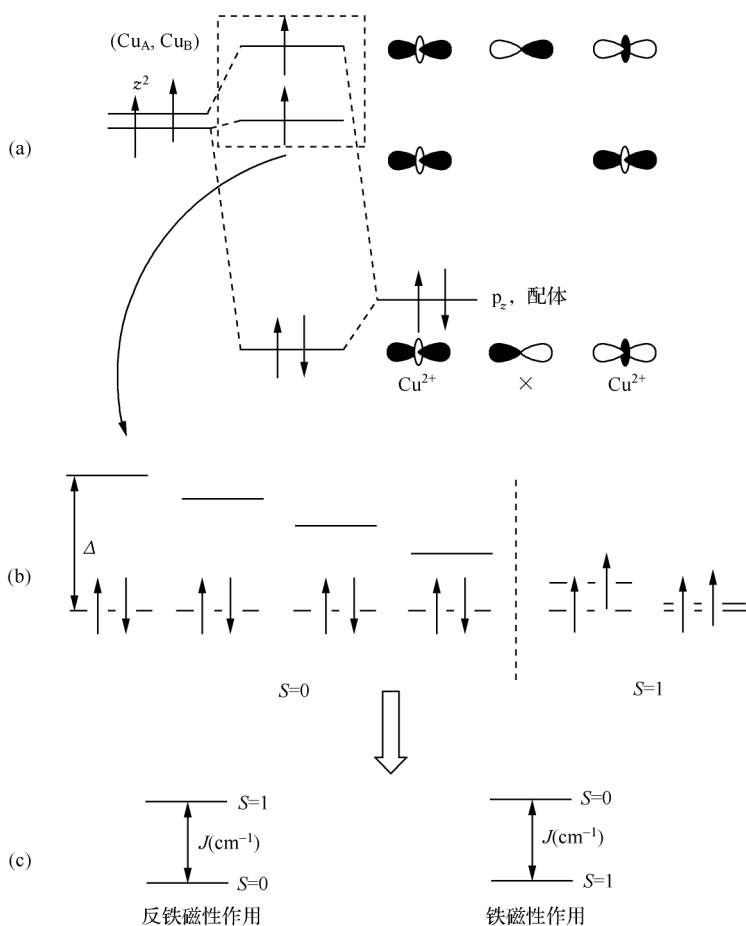 (Cu_A, Cu_B)
z²
(a)
p_z，配体
Cu²⁺
×
Cu²⁺
Δ
(b)
S=0
S=1
S=1
S=0
J(cm⁻¹)
J(cm⁻¹)
(c)
S=0
S=1
反铁磁性作用
铁磁性作用